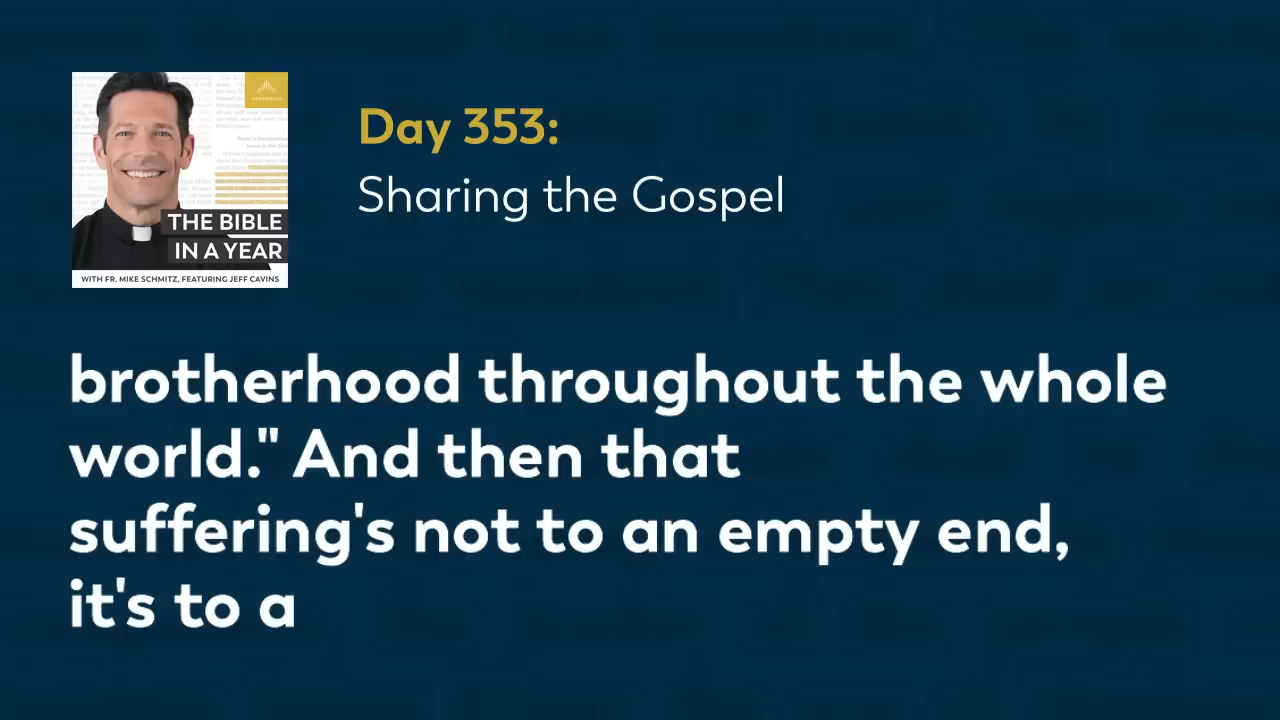 Day 353:
Sharing the Gospel
THE BIBLE
IN A YEAR
WITH FR. MIKE SCHMITZ, FEATURING JEFF CAVINS
brotherhood throughout the whole
world." And then that
suffering's not to an empty end,
it's to a